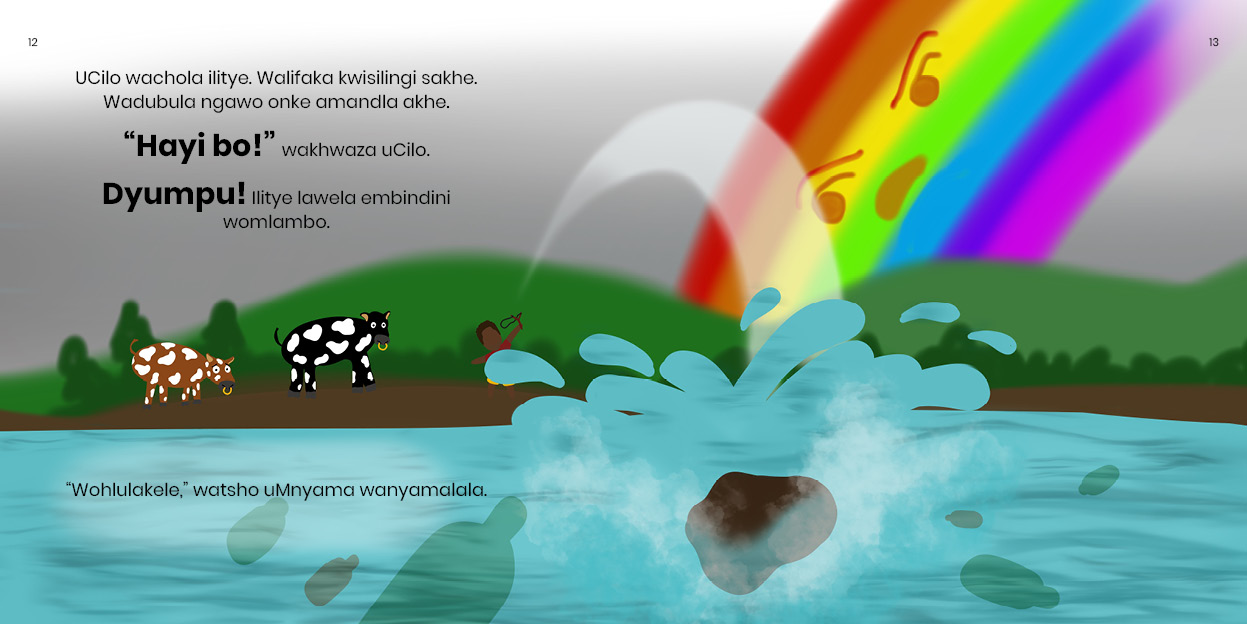 12
13
UCilo wachola ilitye. Walifaka kwisilingi sakhe.
Wadubula ngawo onke amandla akhe.
“Hayi bo!” wakhwaza uCilo.
Dyumpu! Ilitye lawela embindini
womlambo.
“Wohlulakele,” watsho uMnyama wanyamalala.